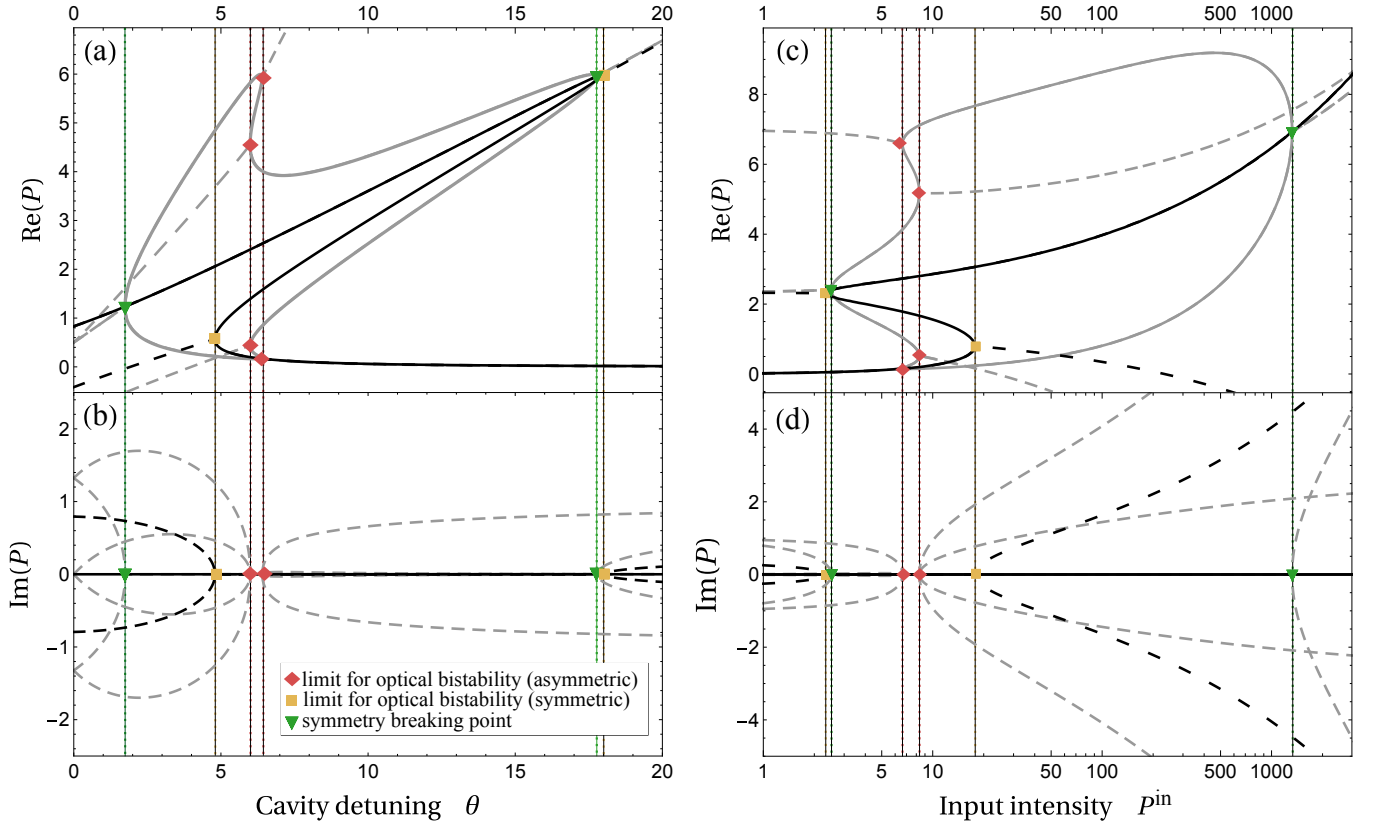 0 5 10 15 20
1 5 10 50 100 500 1000
(a)
(c)
6
5
4
3
2
1
0
Re(P)
8
6
4
2
0
Re(P)
(b)
(d)
2
1
0
−1
−2
Im(P)
4
2
0
−2
−4
Im(P)
limit for optical bistability (asymmetric)
limit for optical bistability (symmetric)
symmetry breaking point
0 5 10 15 20
1 5 10 50 100 500 1000
Cavity detuning θ
Input intensity P^in